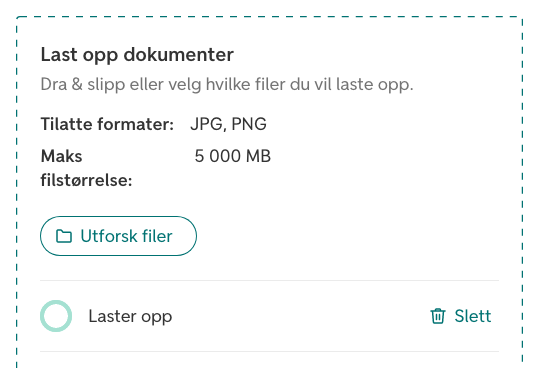 Last opp dokumenter
Dra & slipp eller velg hvilke filer du vil laste opp.
Tilatte formater: JPG, PNG
Maks 5 000 MB
filstørrelse:
Utforsk filer
Laster opp Slett